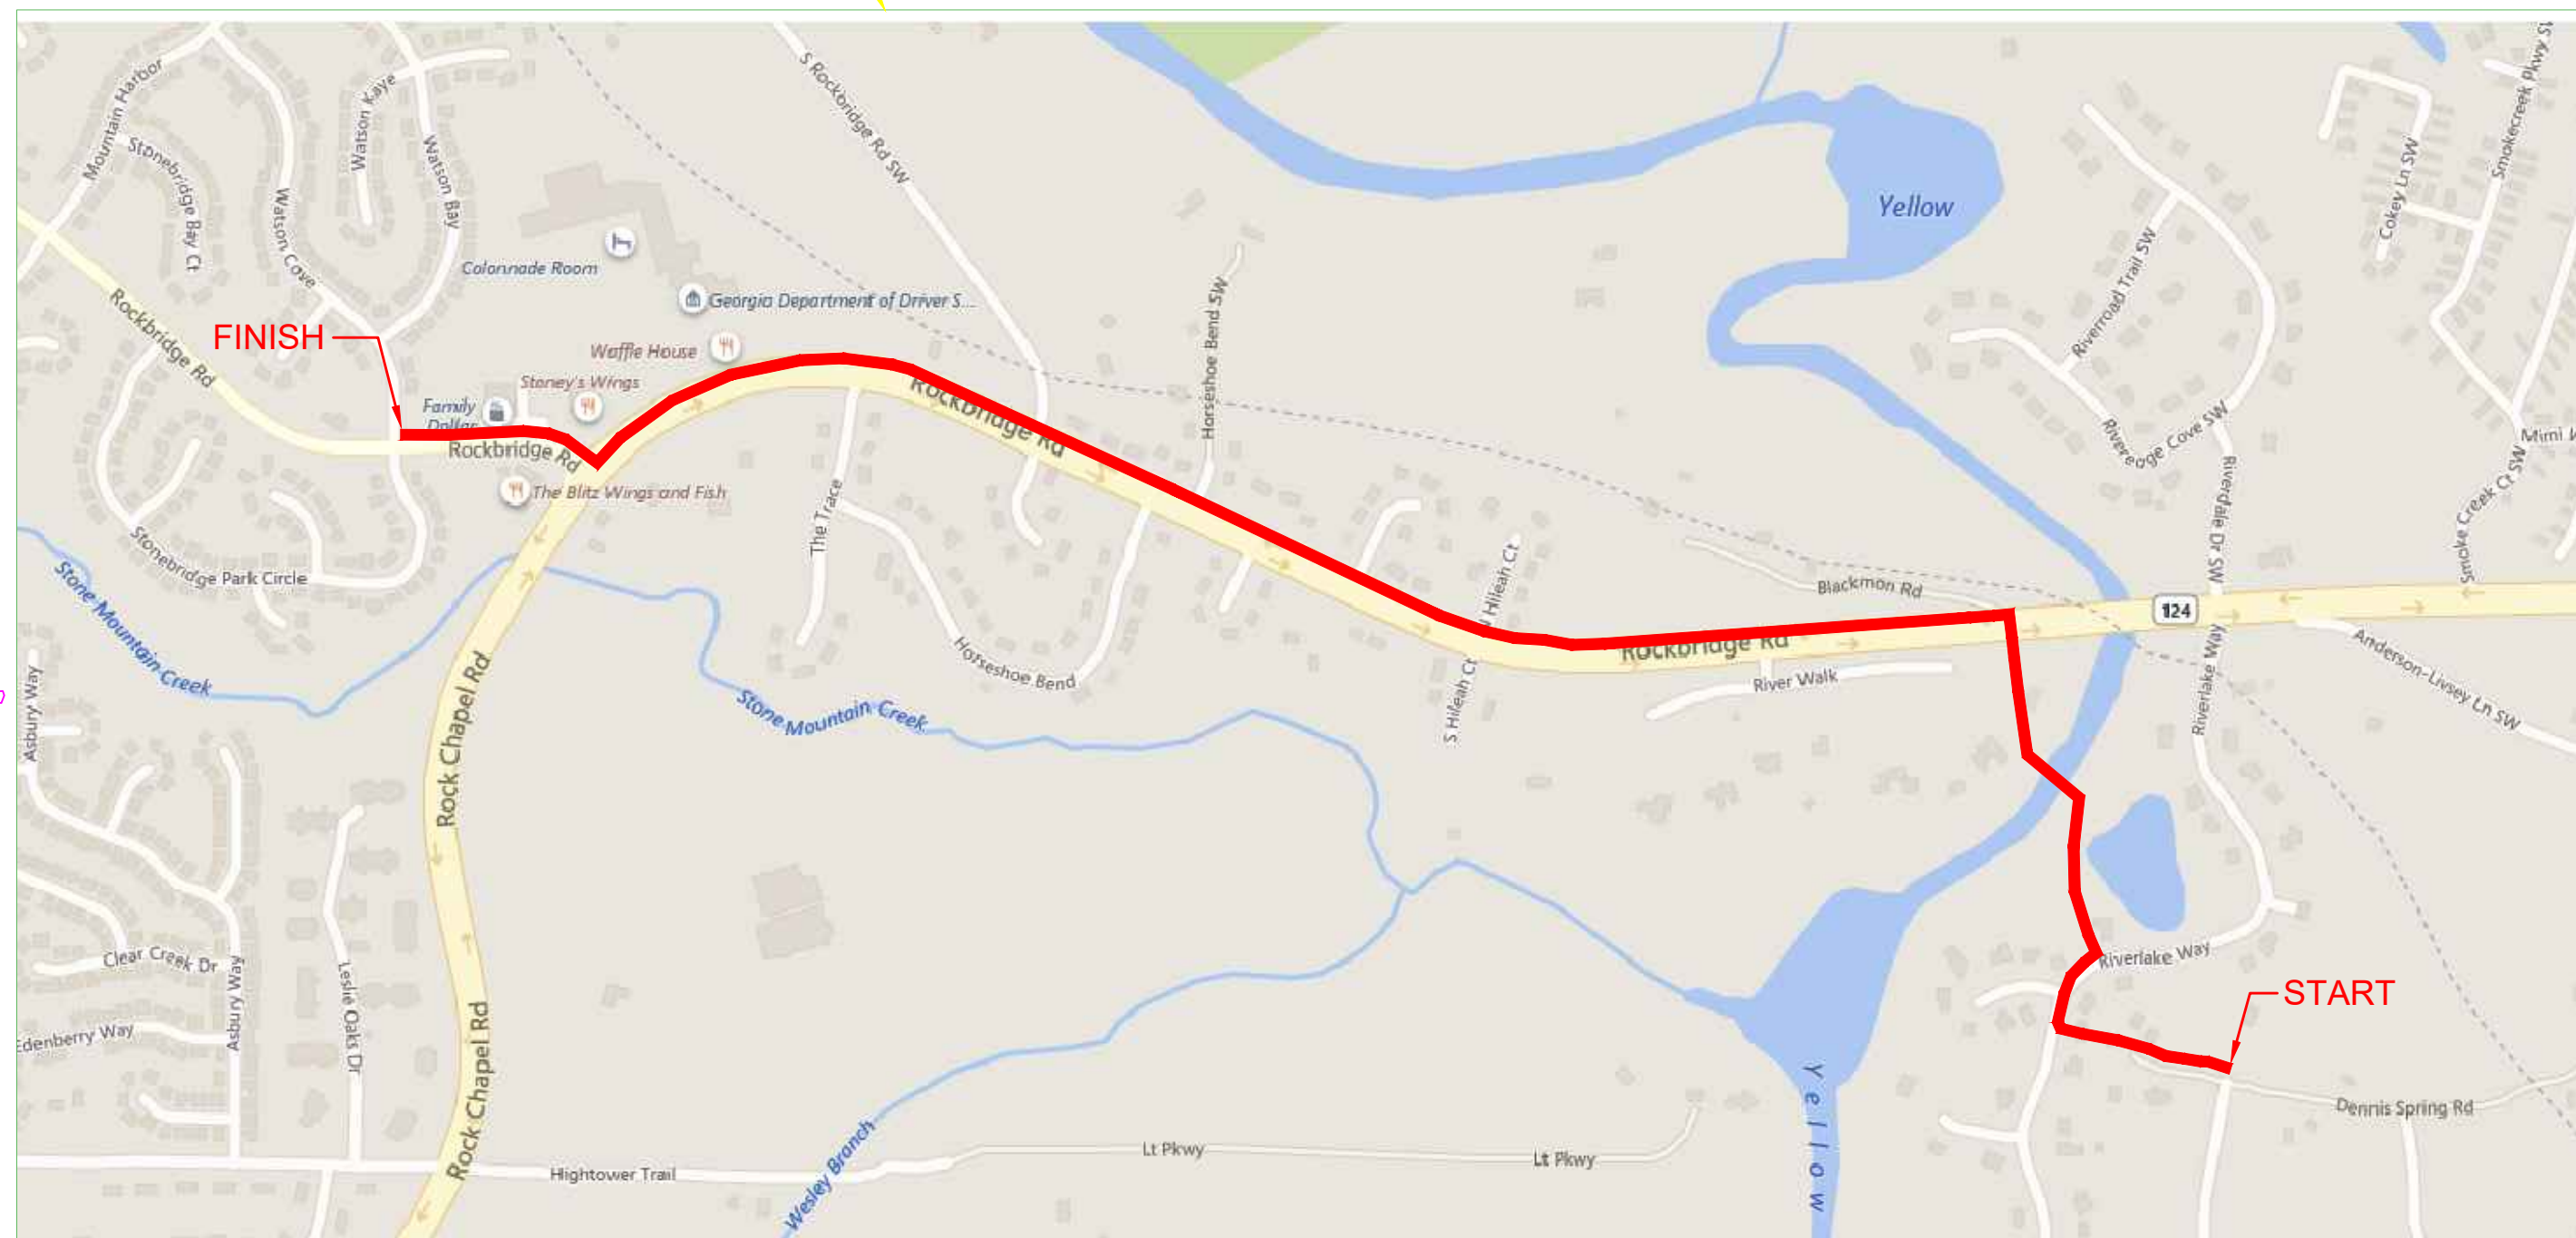 Mountain Harbor
Stonebridge Bay Ct
Watson Kaye
Watson Bay
Watson Cove
S Rockbridge Rd SW
Colonnade Room
Georgia Department of Driver S...
Yellow
Riverroad Trail SW
Cokey Ln SW
Smokecreek Pkwy S
Rockbridge Rd
FINISH
Waffle House
Stoney's Wings
Family
Dollar
Rockbridge Rd
The Blitz Wings and Fish
Rockbridge Rd
Horseshoe Bend SW
Riveredge Cove SW
Riverdale Dr SW
Mimi
Smoke Creek Ct SW
Stonebridge Park Circle
The Trace
N Hileah Ct
Blackmon Rd
124
Stone Mountain Creek
Horseshoe Bend
S Hileah Ct
Rockbridge Rd
River Walk
Riverlake Way
Anderson-Livsey Ln SW
Asbury Way
Rock Chapel Rd
Stone Mountain Creek
Clear Creek Dr
Asbury Way
Leslie Oaks Dr
Riverlake Way
START
Edenberry Way
Rock Chapel Rd
Yellow
Dennis Spring Rd
Hightower Trail
Wesley Branch
Lt Pkwy
Lt Pkwy